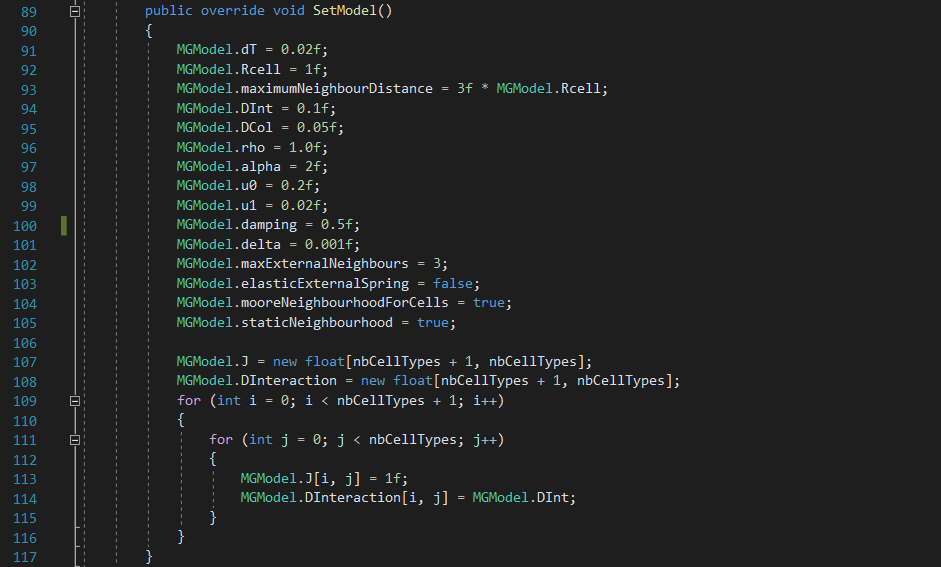 89 public override void SetModel()
90 {
91 MGModel.dT = 0.02f;
92 MGModel.Rcell = 1f;
93 MGModel.maximumNeighbourDistance = 3f * MGModel.Rcell;
94 MGModel.DInt = 0.1f;
95 MGModel.DCol = 0.05f;
96 MGModel.rho = 1.0f;
97 MGModel.alpha = 2f;
98 MGModel.u0 = 0.2f;
99 MGModel.u1 = 0.02f;
100 MGModel.damping = 0.5f;
101 MGModel.delta = 0.001f;
102 MGModel.maxExternalNeighbours = 3;
103 MGModel.elasticExternalSpring = false;
104 MGModel.mooreNeighbourhoodForCells = true;
105 MGModel.staticNeighbourhood = true;
106
107 MGModel.J = new float[nbCellTypes + 1, nbCellTypes];
108 MGModel.DInteraction = new float[nbCellTypes + 1, nbCellTypes];
109 for (int i = 0; i < nbCellTypes + 1; i++)
110 {
111 for (int j = 0; j < nbCellTypes; j++)
112 {
113 MGModel.J[i, j] = 1f;
114 MGModel.DInteraction[i, j] = MGModel.DInt;
115 }
116 }
117 }